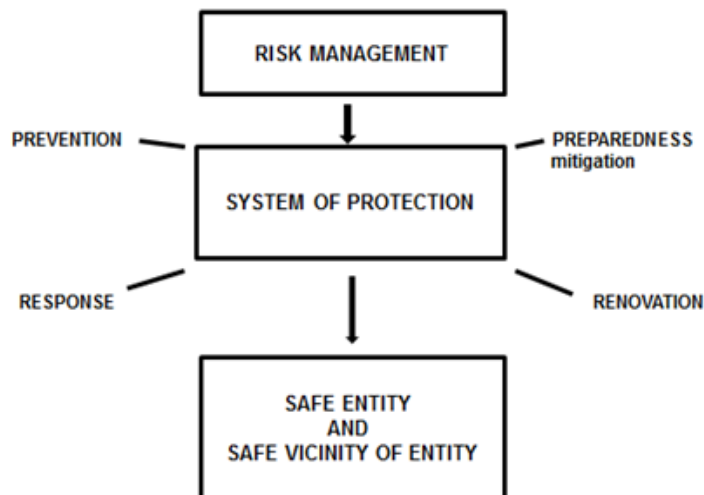 RISK MANAGEMENT
PREVENTION
PREPAREDNESS
mitigation
SYSTEM OF PROTECTION
RESPONSE
RENOVATION
SAFE ENTITY
AND
SAFE VICINITY OF ENTITY